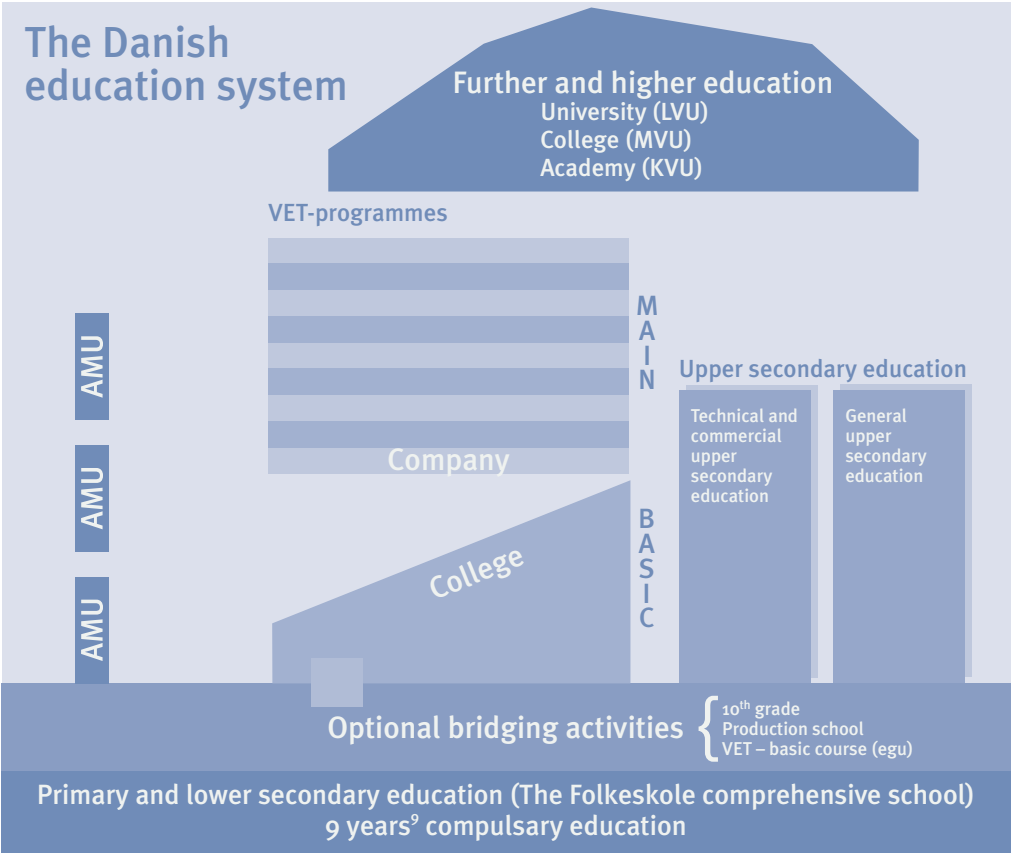 The Danish
education system
Further and higher education
University (LVU)
College (MVU)
Academy (KVU)
VET-programmes
MAIN
Company
BASIC
College
AMU
AMU
AMU
Upper secondary education
Technical and
commercial
upper
secondary
education
General
upper
secondary
education
Optional bridging activities
10th grade
Production school
VET – basic course (egu)
Primary and lower secondary education (The Folkeskole comprehensive school)
9 years⁹ compulsary education